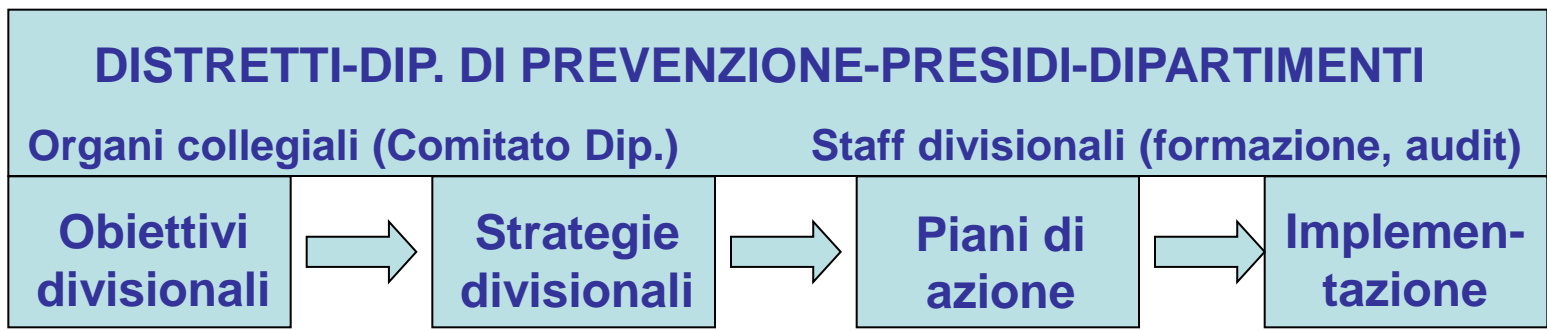 DISTRETTI-DIP. DI PREVENZIONE-PRESIDI-DIPARTIMENTI
Organi collegiali (Comitato Dip.)
Staff divisionali (formazione, audit)
Obiettivi
divisionali
Strategie
divisionali
Piani di
azione
Implemen-
tazione